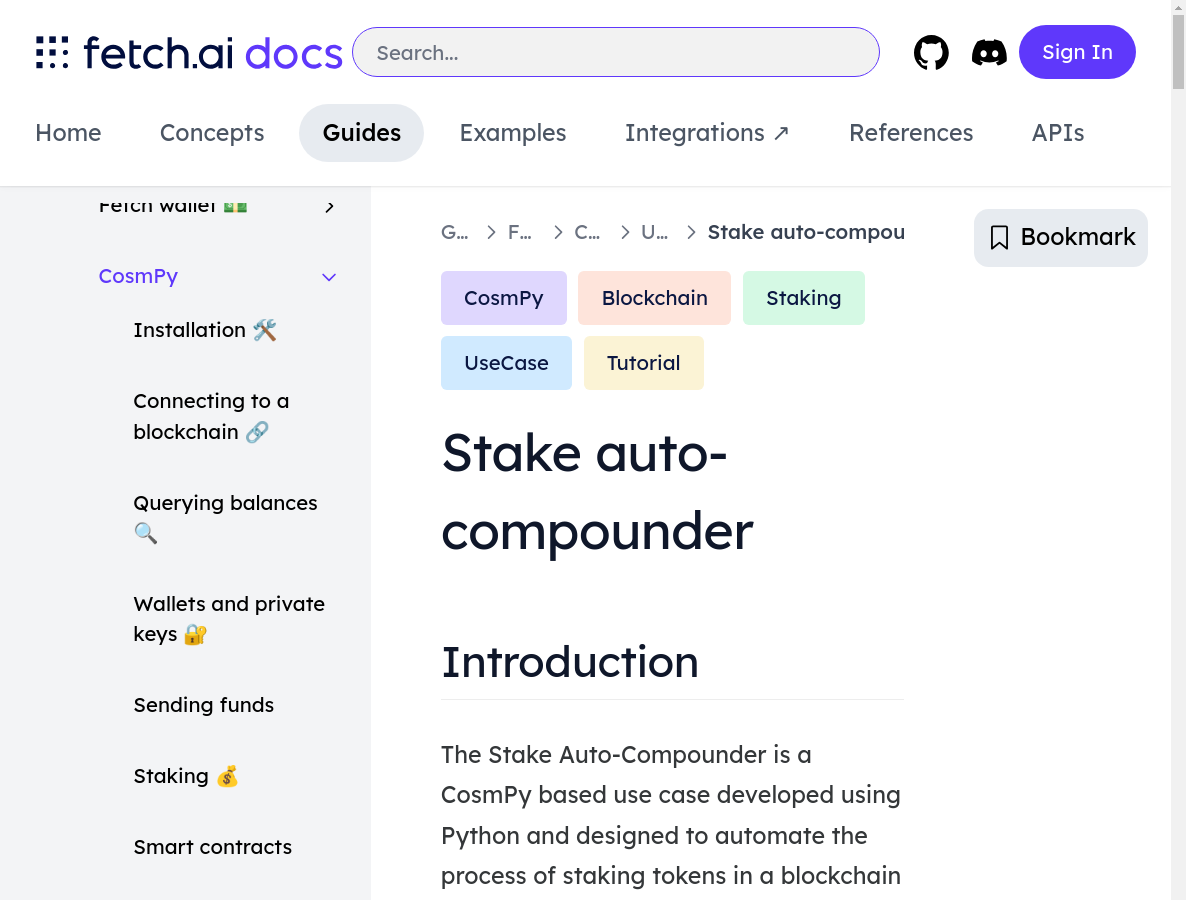 fetch.ai docs
Search...
Sign In
Home
Concepts
Guides
Examples
Integrations ↗
References
APIs
Fetch wallet 💵
CosmPy
Installation 🛠️
Connecting to a
blockchain 🔗
Querying balances
🔍
Wallets and private
keys 🔐
Sending funds
Staking 💰
Smart contracts
G... > F... > C... > U... > Stake auto-compou
Bookmark
CosmPy
Blockchain
Staking
UseCase
Tutorial
Stake auto-
compounder
Introduction
The Stake Auto-Compounder is a
CosmPy based use case developed using
Python and designed to automate the
process of staking tokens in a blockchain